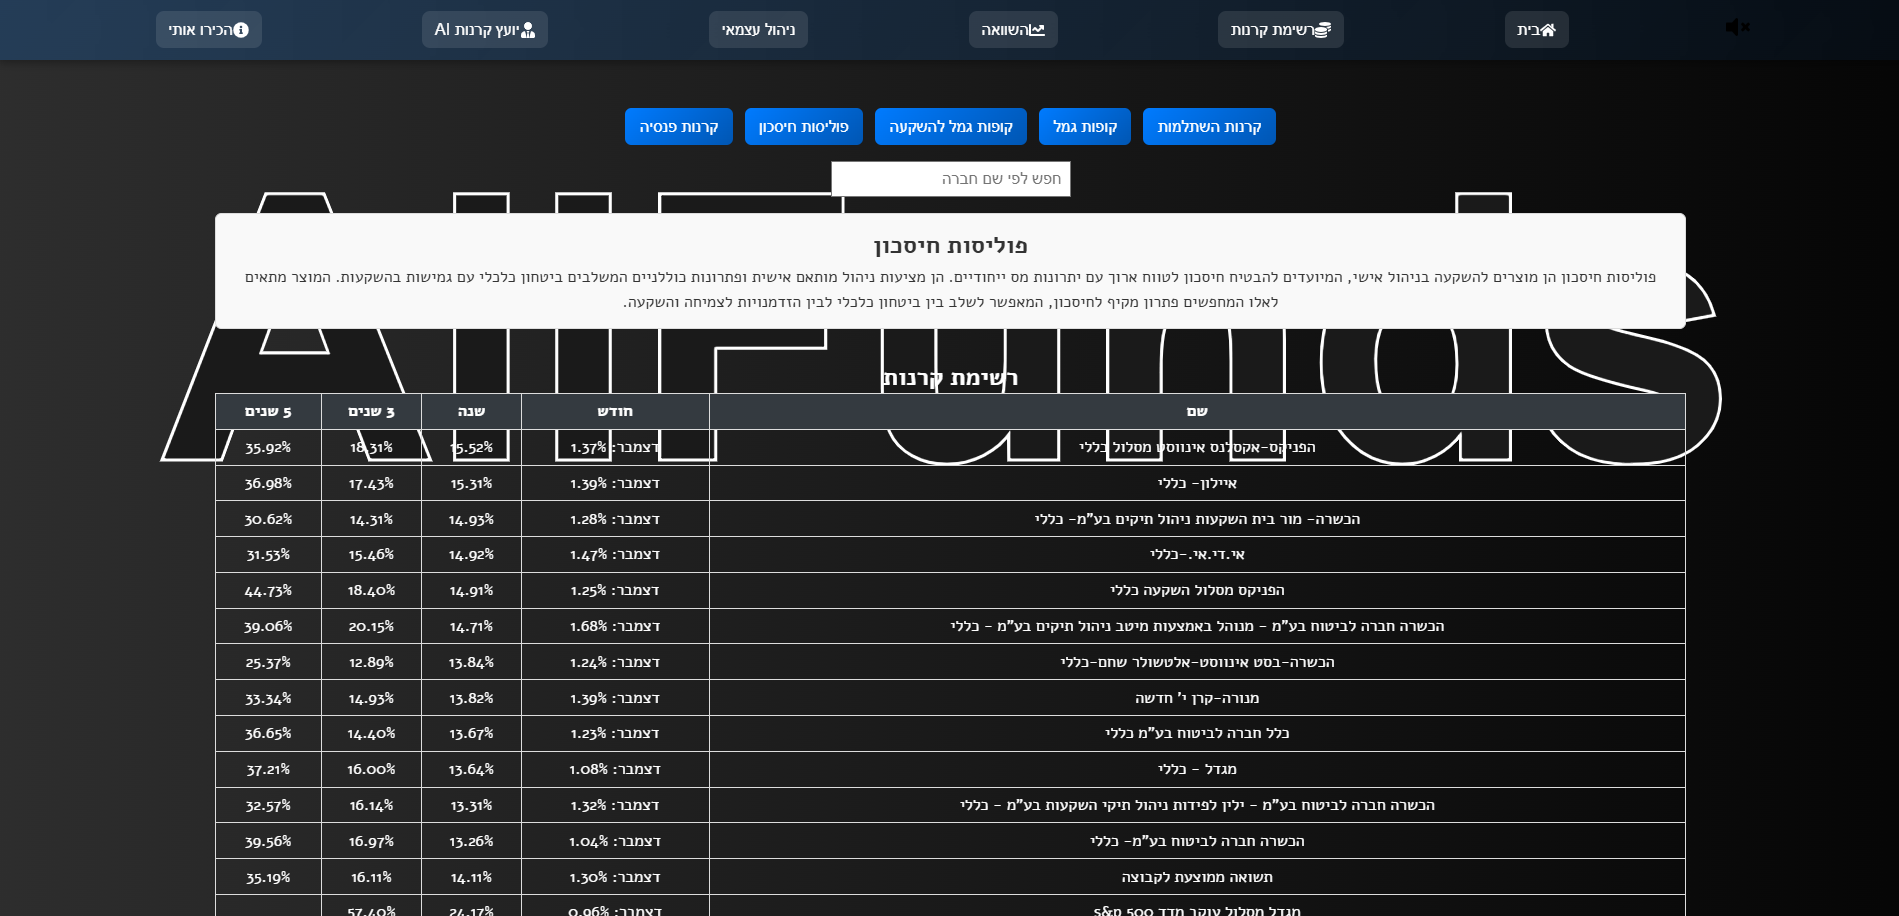 בית רשימת קרנות השוואה ניהול עצמאי יועץ קרנות AI הכירו אותי
קרנות השתלמות קופות גמל קופות גמל להשקעה פוליסות חיסכון קרנות פנסיה
חפש לפי שם חברה
AllFunds
פוליסות חיסכון
פוליסות חיסכון הן מוצרים להשקעה בניהול אישי, המיועדים להבטיח חיסכון לטווח ארוך עם יתרונות מס ייחודיים. הן מציעות ניהול מותאם אישית ופתרונות כוללניים המשלבים ביטחון כלכלי עם גמישות בהשקעות. המוצר מתאים
לאלו המחפשים פתרון מקיף לחיסכון, המאפשר לשלב בין ביטחון כלכלי לבין הזדמנויות לצמיחה והשקעה.
רשימת קרנות
שם חודש שנה 3 שנים 5 שנים
הפניקס-אקסלנס אינווסט מסלול כללי דצמבר: 1.37% 15.52% 18.31% 35.92%
איילון- כללי דצמבר: 1.39% 15.31% 17.43% 36.98%
הכשרה- מור בית השקעות ניהול תיקים בע"מ- כללי דצמבר: 1.28% 14.93% 14.31% 30.62%
אי.די.אי.-כללי דצמבר: 1.47% 14.92% 15.46% 31.53%
הפניקס מסלול השקעה כללי דצמבר: 1.25% 14.91% 18.40% 44.73%
הכשרה חברה לביטוח בע"מ - מנוהל באמצעות מיטב ניהול תיקים בע"מ - כללי דצמבר: 1.68% 14.71% 20.15% 39.06%
הכשרה-בסט אינווסט-אלטשולר שחם-כללי דצמבר: 1.24% 13.84% 12.89% 25.37%
מנורה-קרן י' חדשה דצמבר: 1.39% 13.82% 14.93% 33.34%
כלל חברה לביטוח בע"מ כללי דצמבר: 1.23% 13.67% 14.40% 36.65%
מגדל - כללי דצמבר: 1.08% 13.64% 16.00% 37.21%
הכשרה חברה לביטוח בע"מ - ילין לפידות ניהול תיקי השקעות בע"מ - כללי דצמבר: 1.32% 13.31% 16.14% 32.57%
הכשרה חברה לביטוח בע"מ- כללי דצמבר: 1.04% 13.26% 16.97% 39.56%
תשואה ממוצעת לקבוצה דצמבר: 1.30% 14.11% 16.11% 35.19%
מגדל מסלול עוקב מדד s&p 500 דצמבר: 0.96% 24.17% 57.40%